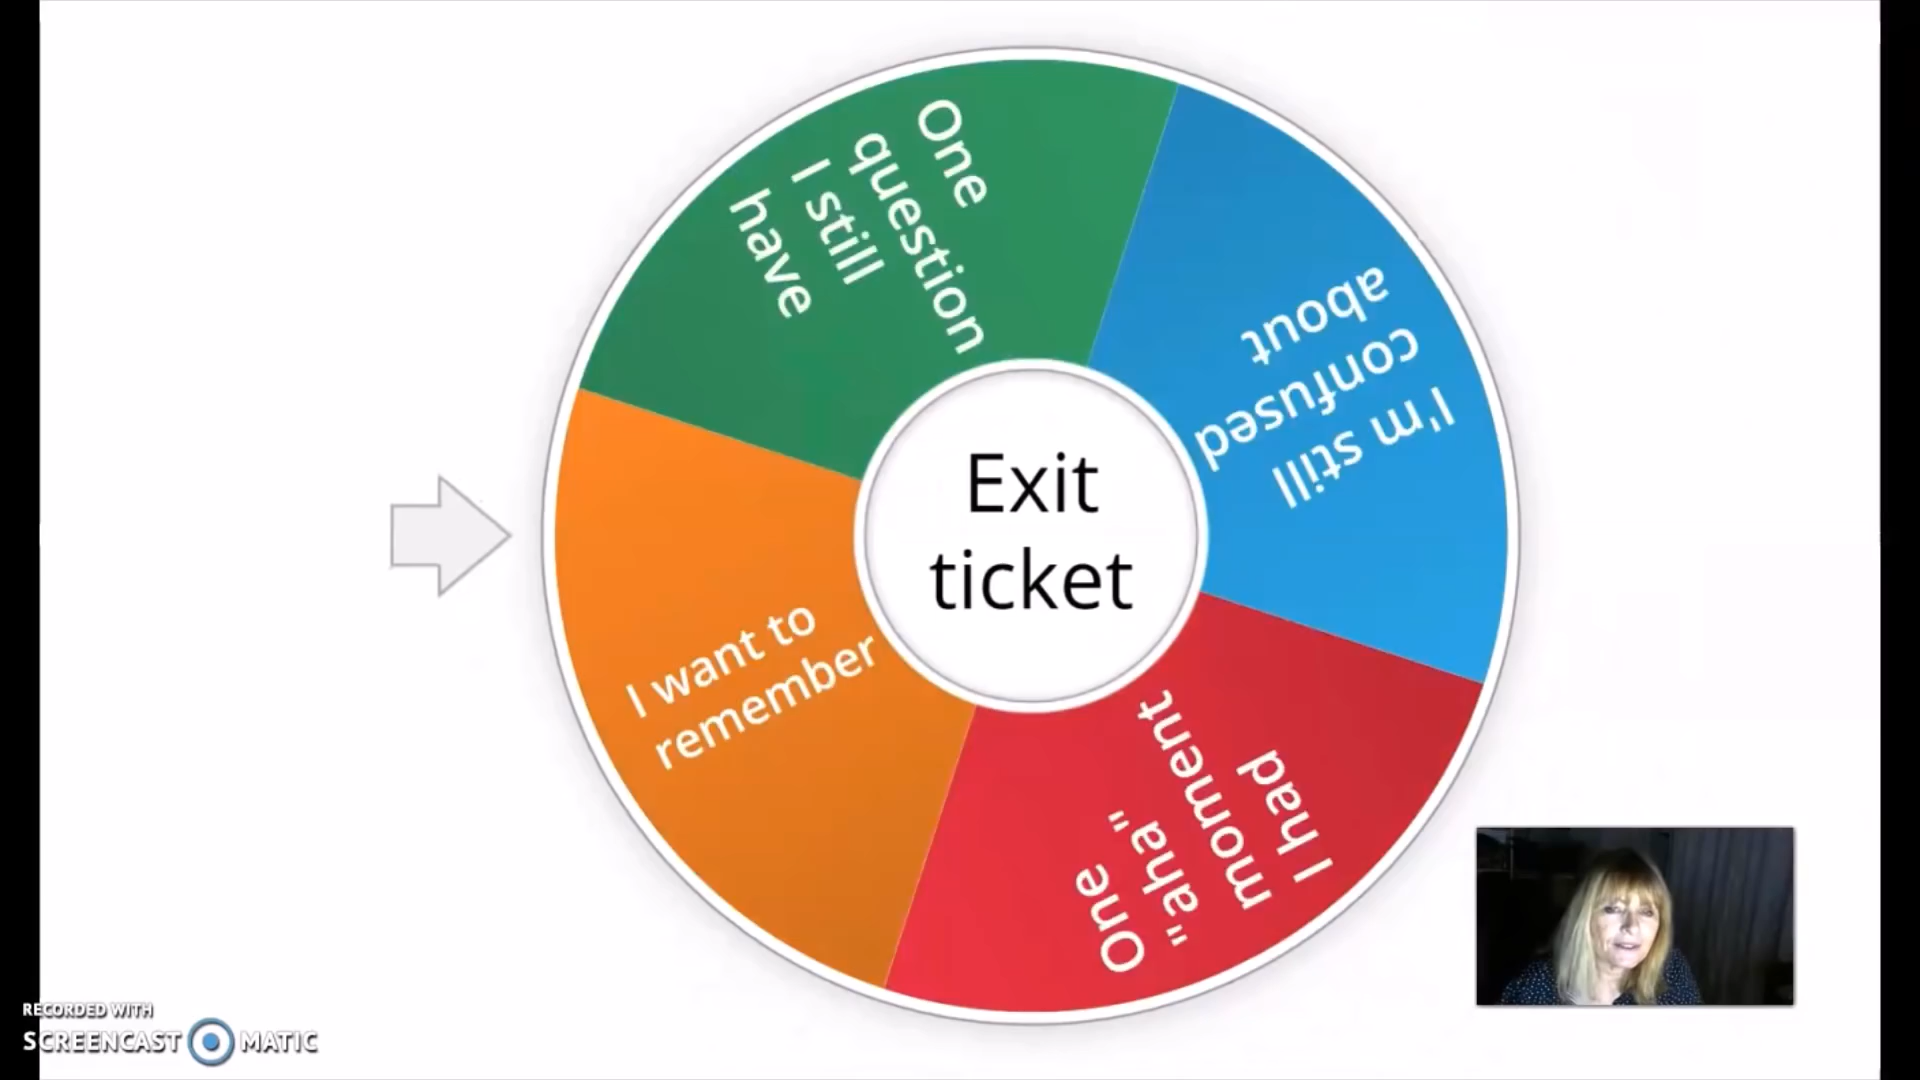 One
question
I still
have
I'm still
confused
about
Exit
ticket
I want to
remember
One
"aha"
moment
I had
RECORDED WITH
SCREENCAST MATIC